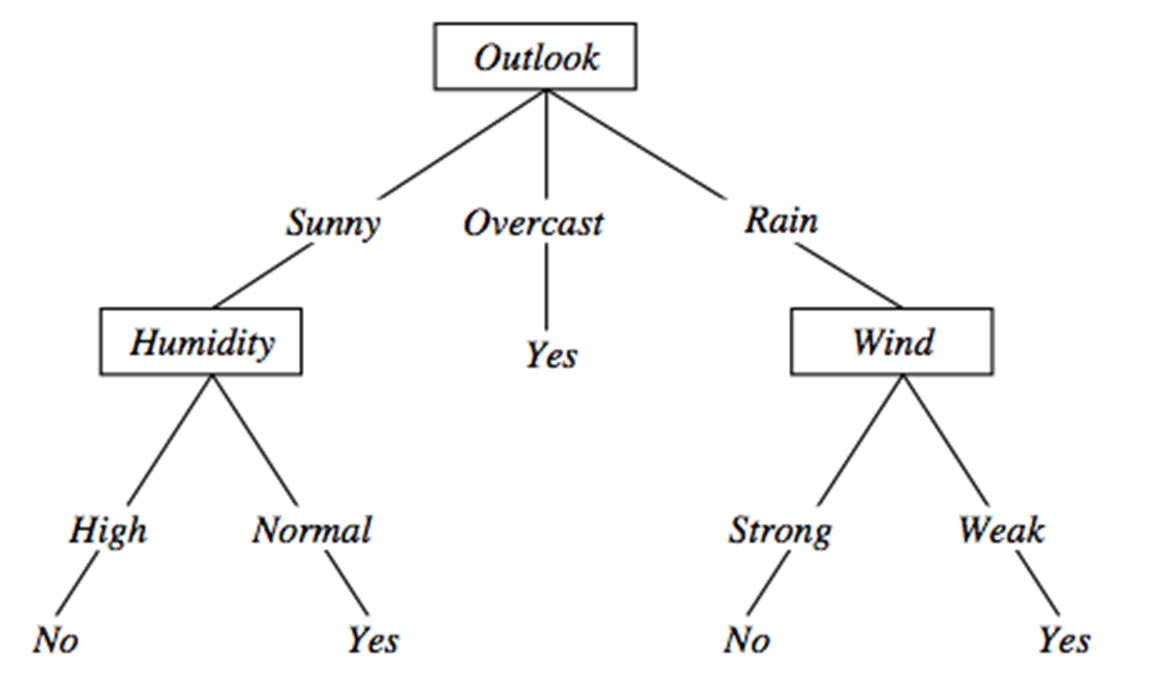 Outlook
Sunny Overcast Rain
Humidity Yes Wind
High Normal Strong Weak
No Yes No Yes